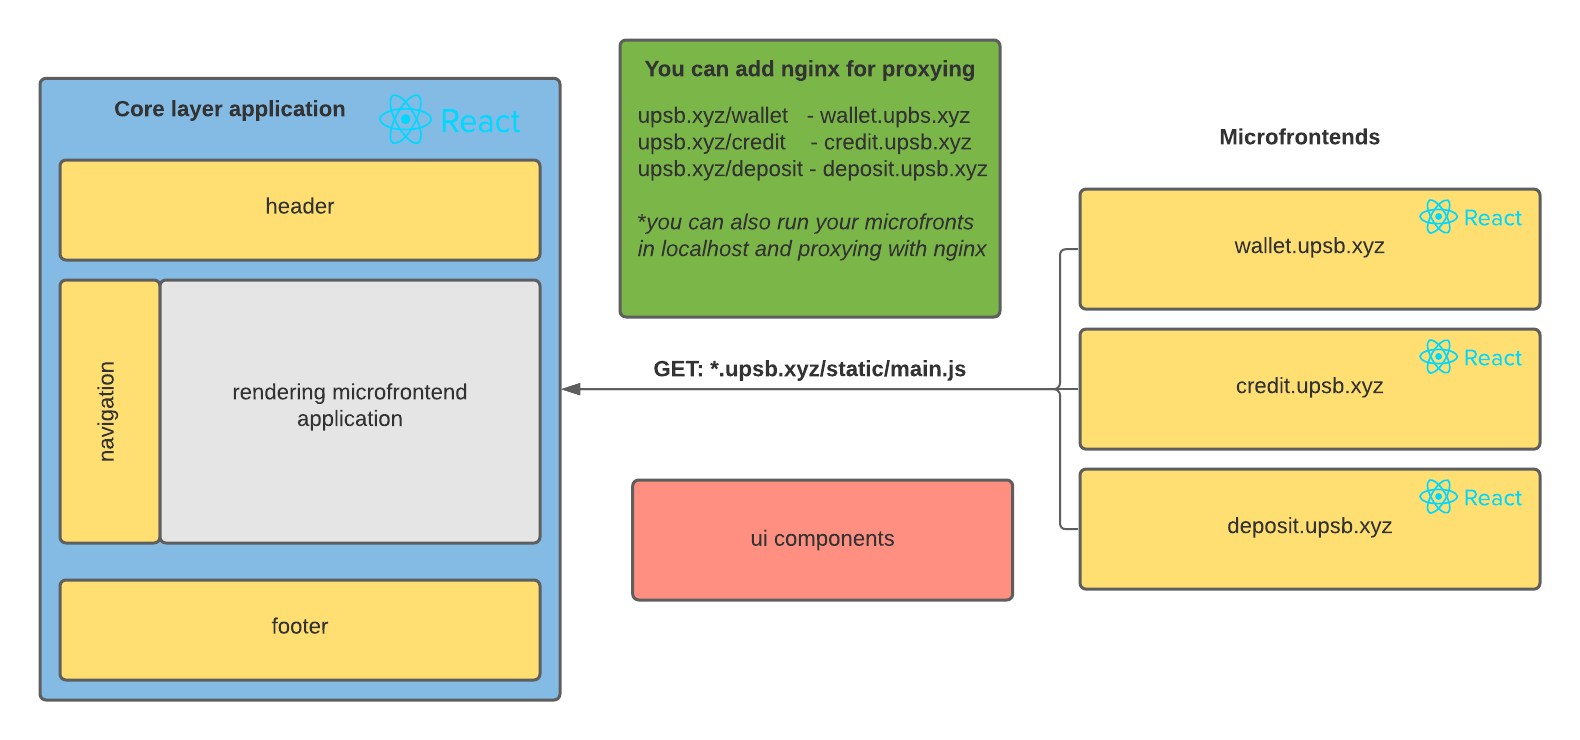 Core layer application
React
header
navigation
rendering microfrontend
application
footer
You can add nginx for proxying
upsb.xyz/wallet - wallet.upbs.xyz
upsb.xyz/credit - credit.upsb.xyz
upsb.xyz/deposit - deposit.upsb.xyz
*you can also run your microfronts
in localhost and proxying with nginx
GET: *.upsb.xyz/static/main.js
ui components
Microfrontends
React
wallet.upsb.xyz
React
credit.upsb.xyz
React
deposit.upsb.xyz